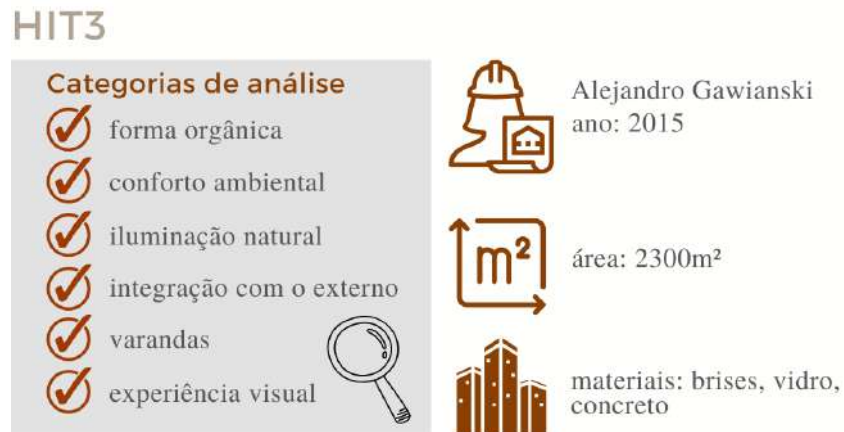 HIT3
Categorias de análise
forma orgânica
conforto ambiental
iluminação natural
integração com o externo
varandas
experiência visual
Alejandro Gawianski
ano: 2015
m²
área: 2300m²
materiais: brises, vidro,
concreto